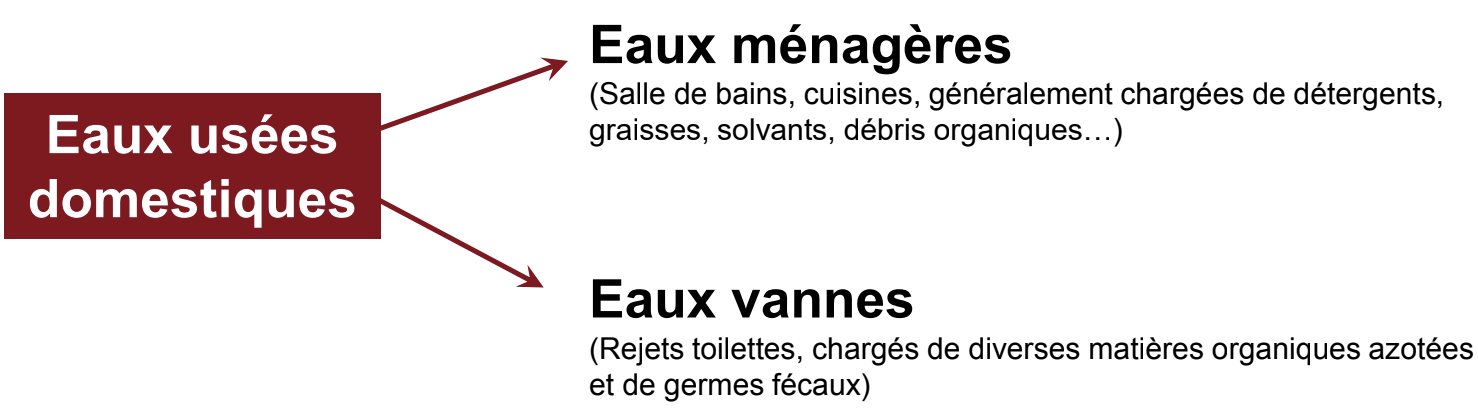 Eaux usées
domestiques
Eaux ménagères
(Salle de bains, cuisines, généralement chargées de détergents,
graisses, solvants, débris organiques…)
Eaux vannes
(Rejets toilettes, chargés de diverses matières organiques azotées
et de germes fécaux)